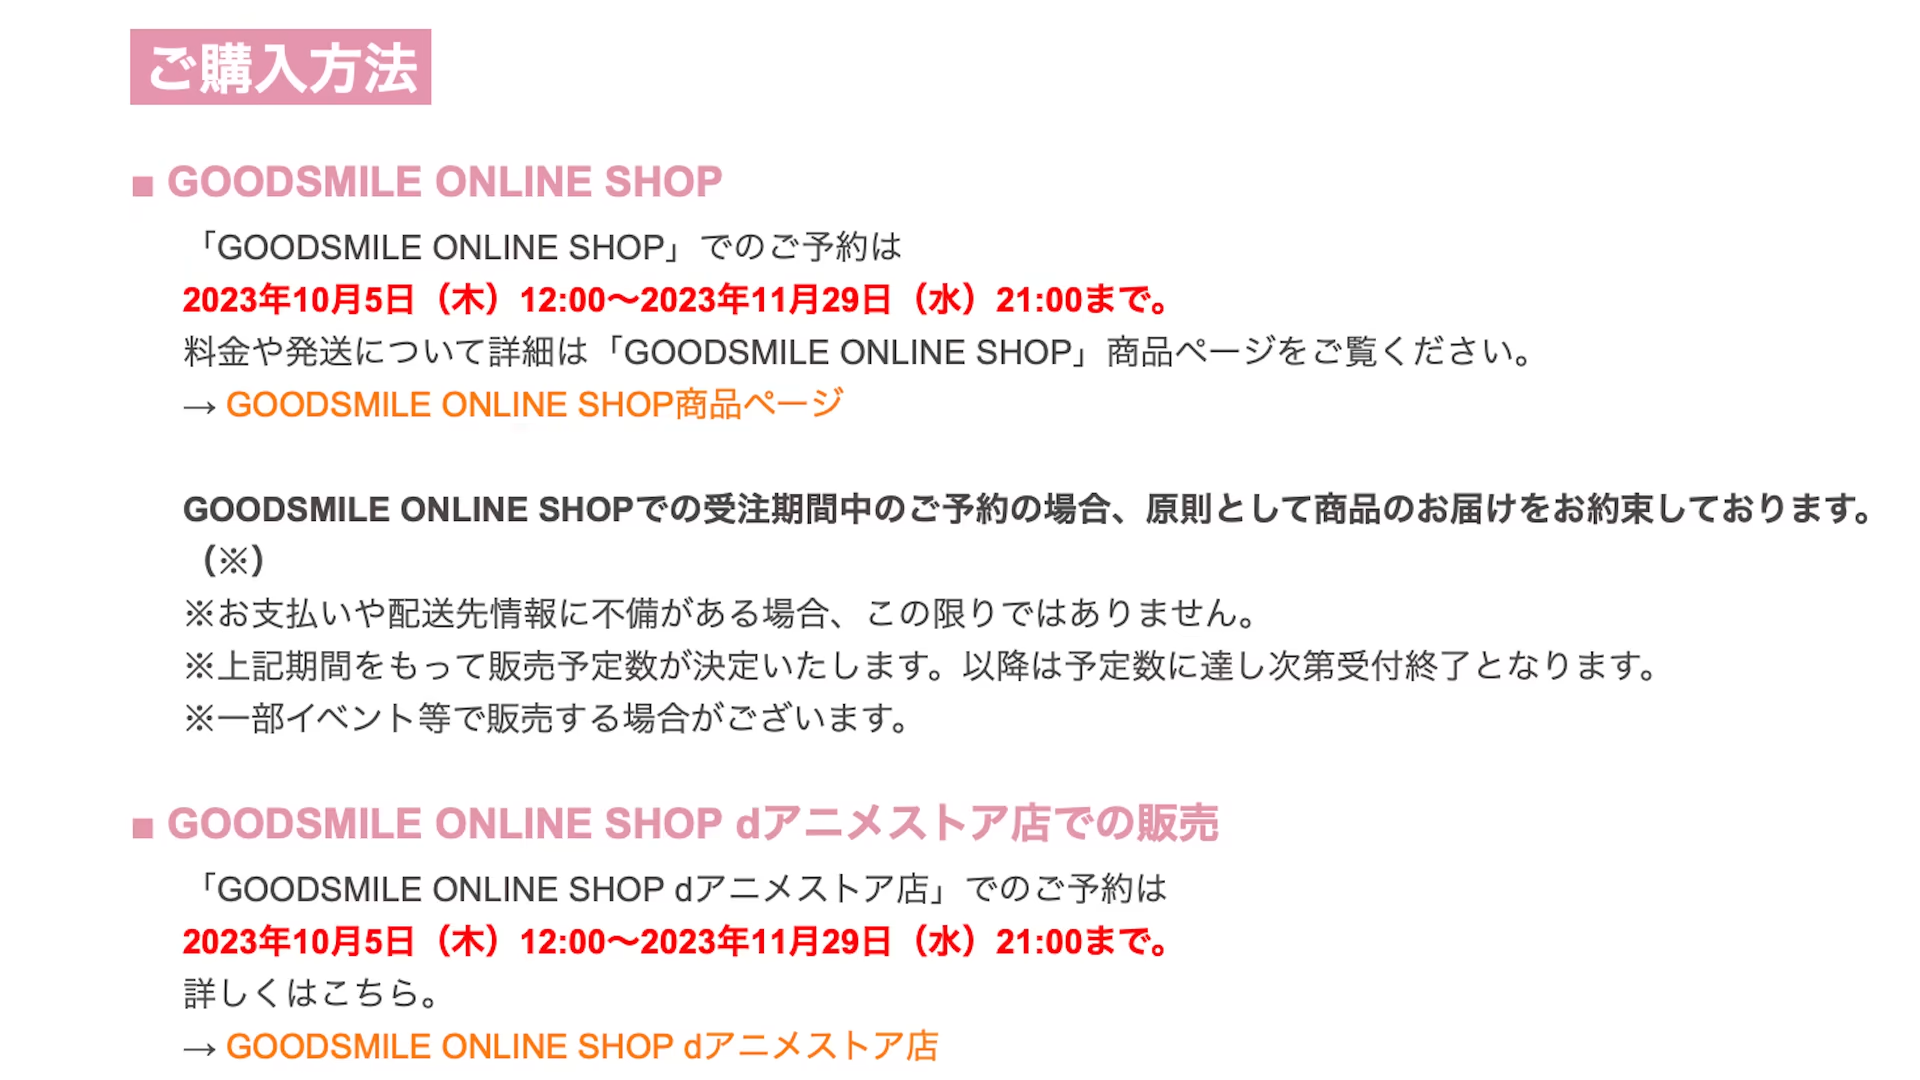 ご購入方法
■ GOODSMILE ONLINE SHOP
「GOODSMILE ONLINE SHOP」でのご予約は
2023年10月5日（木）12:00〜2023年11月29日（水）21:00まで。
料金や発送について詳細は「GOODSMILE ONLINE SHOP」商品ページをご覧ください。
→ GOODSMILE ONLINE SHOP商品ページ
GOODSMILE ONLINE SHOPでの受注期間中のご予約の場合、原則として商品のお届けをお約束しております。
（※）
※お支払いや配送先情報に不備がある場合、この限りではありません。
※上記期間をもって販売予定数が決定いたします。以降は予定数に達し次第受付終了となります。
※一部イベント等で販売する場合がございます。
■ GOODSMILE ONLINE SHOP dアニメストア店での販売
「GOODSMILE ONLINE SHOP dアニメストア店」でのご予約は
2023年10月5日（木）12:00〜2023年11月29日（水）21:00まで。
詳しくはこちら。
→ GOODSMILE ONLINE SHOP dアニメストア店